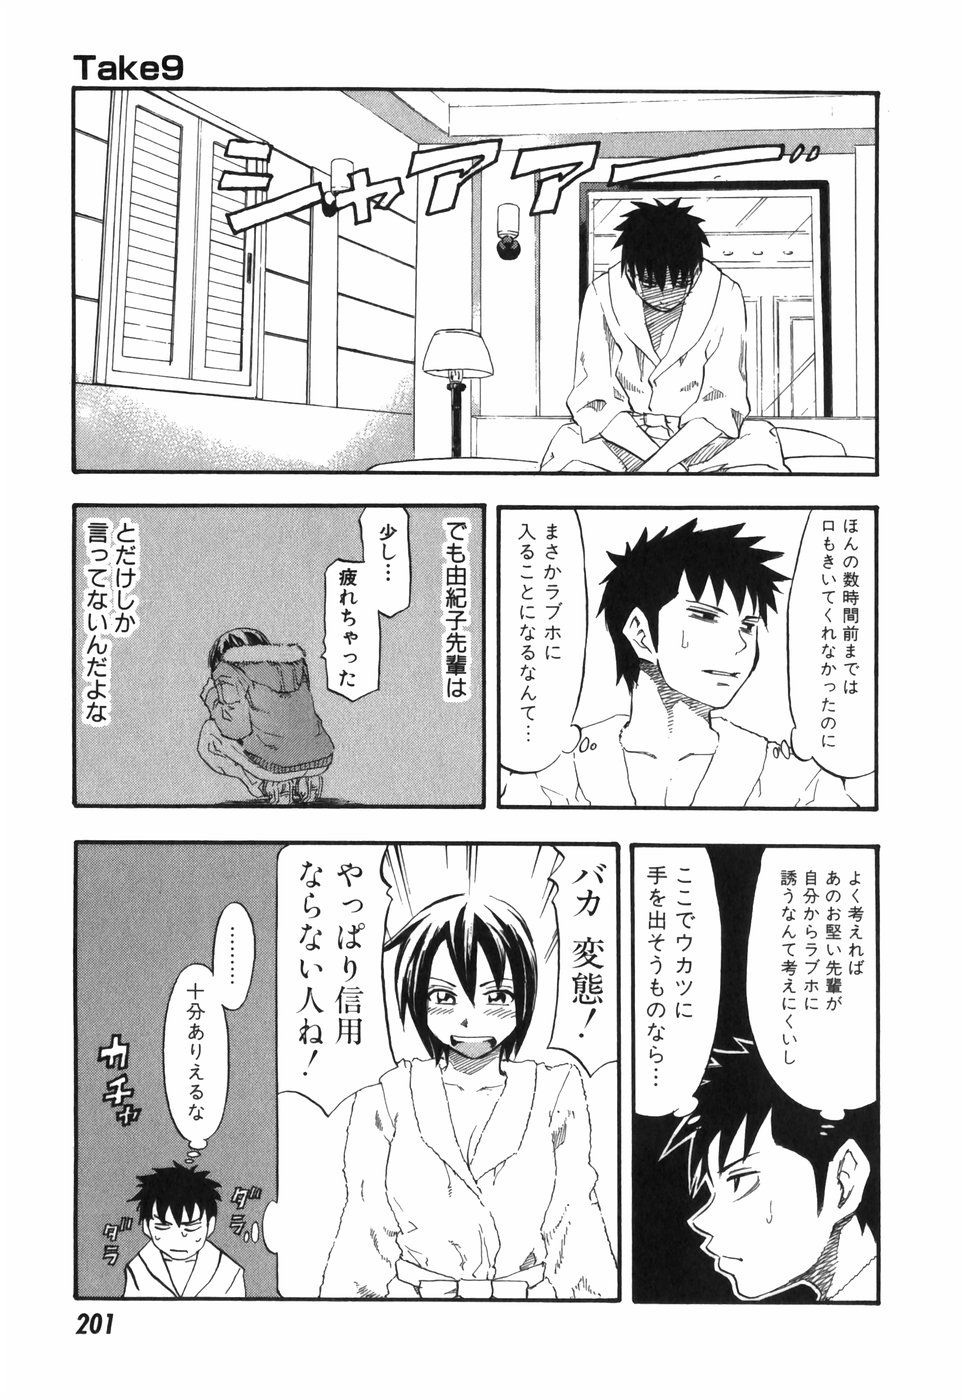 Take9
シャアアアー
ほんの数時間前までは
口もきいてくれなかったのに
まさかラブホに
入ることになるなんて…
でも由紀子先輩は
少し…
疲れちゃった
とだけしか
言ってないんだよな
よく考えれば
あのお堅い先輩が
自分からラブホに
誘うなんて考えにくいし
ここでウカツに
手を出そうものなら…
バカ 変態！
やっぱり信用
ならない人ね！
………
十分ありえるな
ダラ
ダラ
ガチャ
201